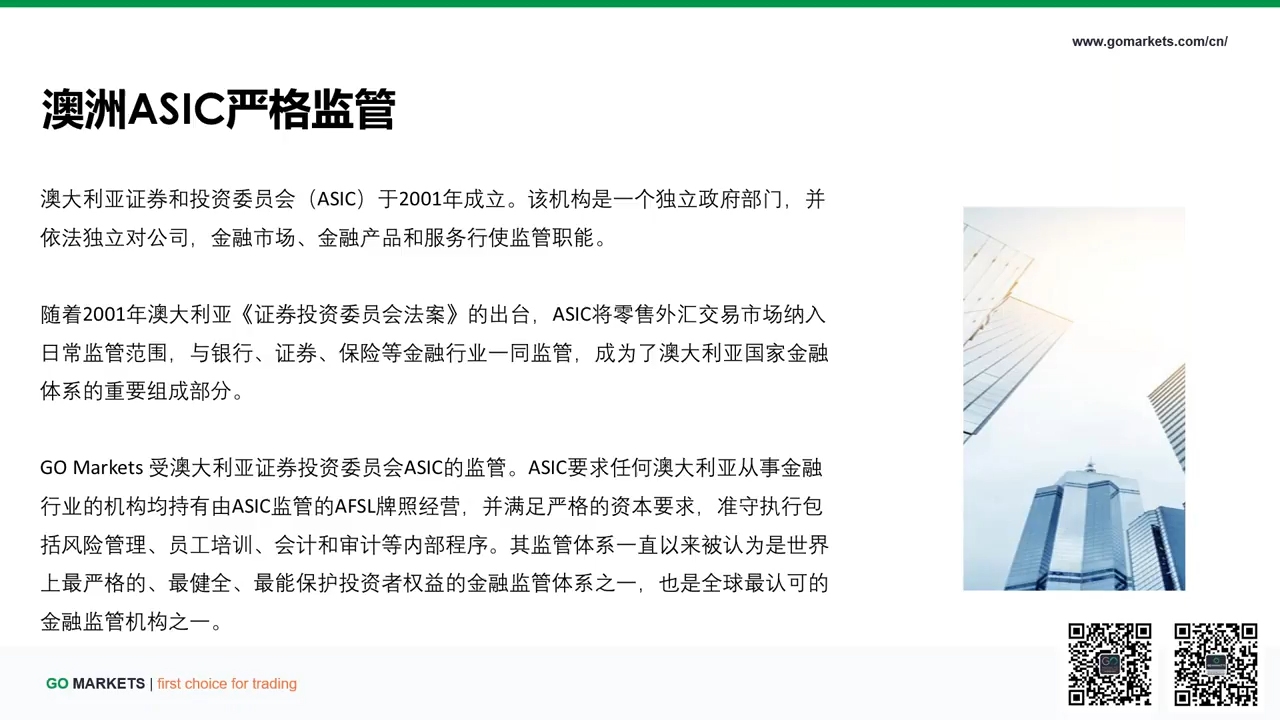 www.gomarkets.com/cn/
澳洲ASIC严格监管
澳大利亚证券和投资委员会（ASIC）于2001年成立。该机构是一个独立政府部门，并
依法独立对公司，金融市场、金融产品和服务行使监管职能。
随着2001年澳大利亚《证券投资委员会法案》的出台，ASIC将零售外汇交易市场纳入
日常监管范围，与银行、证券、保险等金融行业一同监管，成为了澳大利亚国家金融
体系的重要组成部分。
GO Markets 受澳大利亚证券投资委员会ASIC的监管。ASIC要求任何澳大利亚从事金融
行业的机构均持有由ASIC监管的AFSL牌照经营，并满足严格的资本要求，准守执行包
括风险管理、员工培训、会计和审计等内部程序。其监管体系一直以来被认为是世界
上最严格的、最健全、最能保护投资者权益的金融监管体系之一，也是全球最认可的
金融监管机构之一。
GO MARKETS | first choice for trading